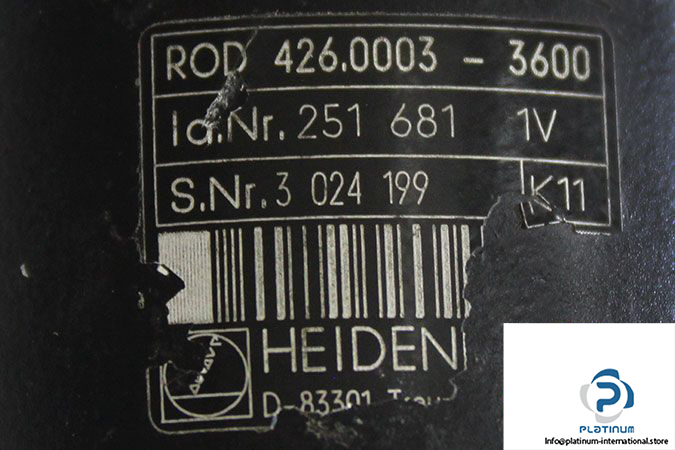 ROD 426.0003 - 3600
Id.Nr. 251 681 1V
S.Nr. 3 024 199 K11
HEIDEN
D-83301
PLATINUM
Info@platinum-international.store